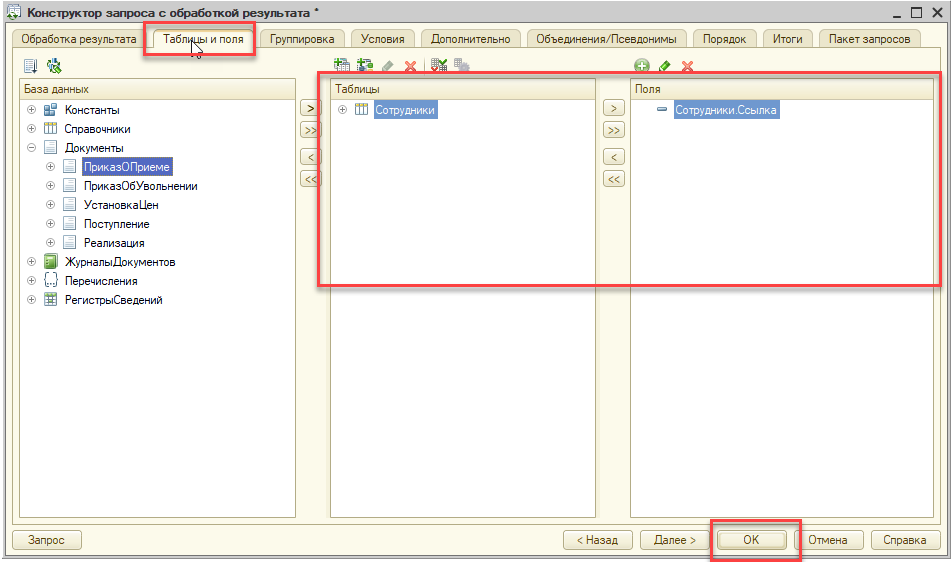 Конструктор запроса с обработкой результата *
Обработка результата Таблицы и поля Группировка Условия Дополнительно Объединения/Псевдонимы Порядок Итоги Пакет запросов
База данных
Константы
Справочники
Документы
ПриказОПриеме
ПриказОбУвольнении
УстановкаЦен
Поступление
Реализация
ЖурналыДокументов
Перечисления
РегистрыСведений
>
>>
<
<<
Таблицы
Сотрудники
>
>>
<
<<
Поля
Сотрудники.Ссылка
Запрос < Назад Далее > ОК Отмена Справка